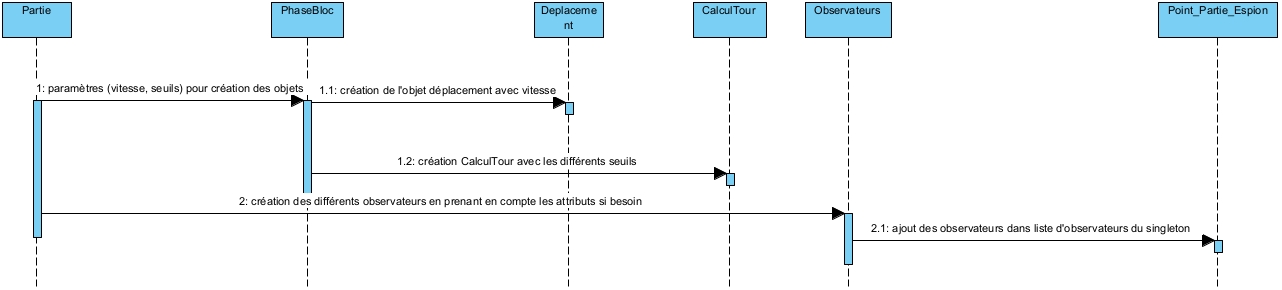 Partie
PhaseBloc
Deplaceme
nt
CalculTour
Observateurs
Point_Partie_Espion
1: paramètres (vitesse, seuils) pour création des objets
1.1: création de l'objet déplacement avec vitesse
1.2: création CalculTour avec les différents seuils
2: création des différents observateurs en prenant en compte les attributs si besoin
2.1: ajout des observateurs dans liste d'observateurs du singleton